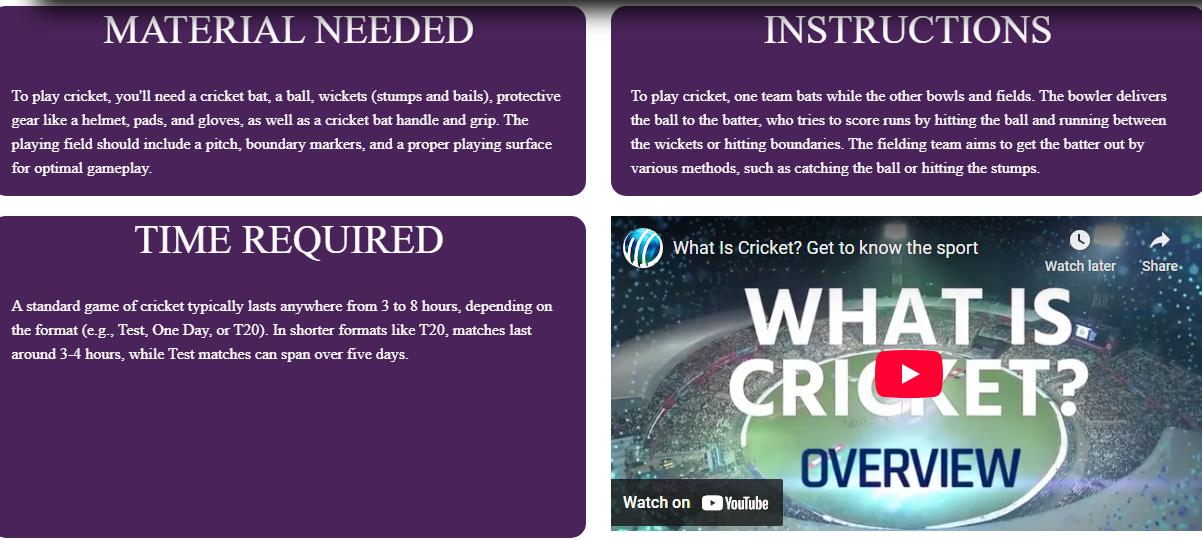 MATERIAL NEEDED
To play cricket, you'll need a cricket bat, a ball, wickets (stumps and bails), protective
gear like a helmet, pads, and gloves, as well as a cricket bat handle and grip. The
playing field should include a pitch, boundary markers, and a proper playing surface
for optimal gameplay.
INSTRUCTIONS
To play cricket, one team bats while the other bowls and fields. The bowler delivers
the ball to the batter, who tries to score runs by hitting the ball and running between
the wickets or hitting boundaries. The fielding team aims to get the batter out by
various methods, such as catching the ball or hitting the stumps.
TIME REQUIRED
A standard game of cricket typically lasts anywhere from 3 to 8 hours, depending on
the format (e.g., Test, One Day, or T20). In shorter formats like T20, matches last
around 3-4 hours, while Test matches can span over five days.
What Is Cricket? Get to know the sport
Watch later
Share
WHAT IS
CRICKET?
OVERVIEW
Watch on YouTube